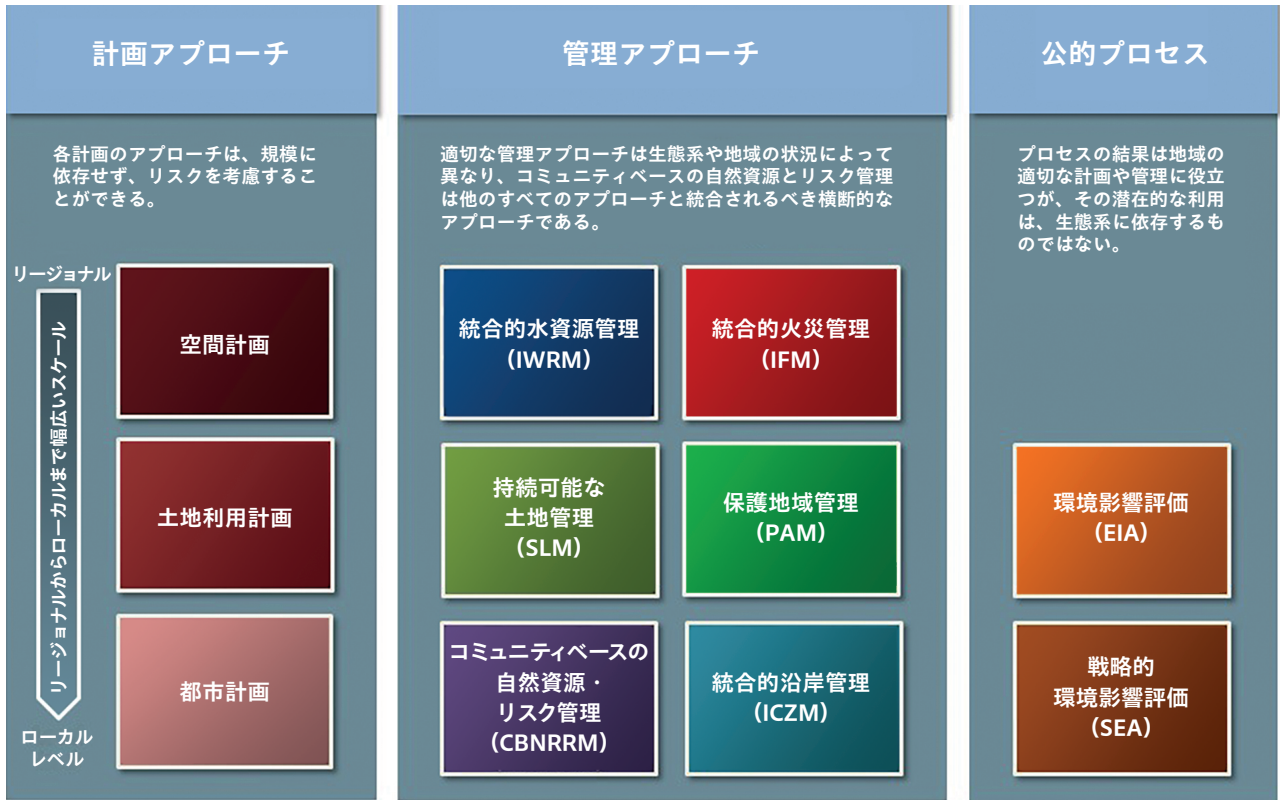 計画アプローチ
各計画のアプローチは、規模に
依存せず、リスクを考慮するこ
とができる。
リージョナル
リージョナルからローカルまで幅広いスケール
ローカル
レベル
空間計画
土地利用計画
都市計画
管理アプローチ
適切な管理アプローチは生態系や地域の状況によって
異なり、コミュニティベースの自然資源とリスク管理
は他のすべてのアプローチと統合されるべき横断的な
アプローチである。
統合的水資源管理
（IWRM）
統合的火災管理
（IFM）
持続可能な
土地管理
（SLM）
保護地域管理
（PAM）
コミュニティベースの
自然資源・
リスク管理
（CBNRRM）
統合的沿岸管理
（ICZM）
公的プロセス
プロセスの結果は地域の
適切な計画や管理に役立
つが、その潜在的な利用
は、生態系に依存するも
のではない。
環境影響評価
（EIA）
戦略的
環境影響評価
（SEA）